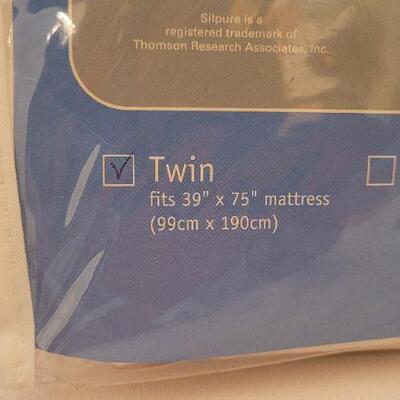 Silpure is a
registered trademark of
Thomson Research Associates, Inc.
Twin
fits 39" x 75" mattress
(99cm x 190cm)